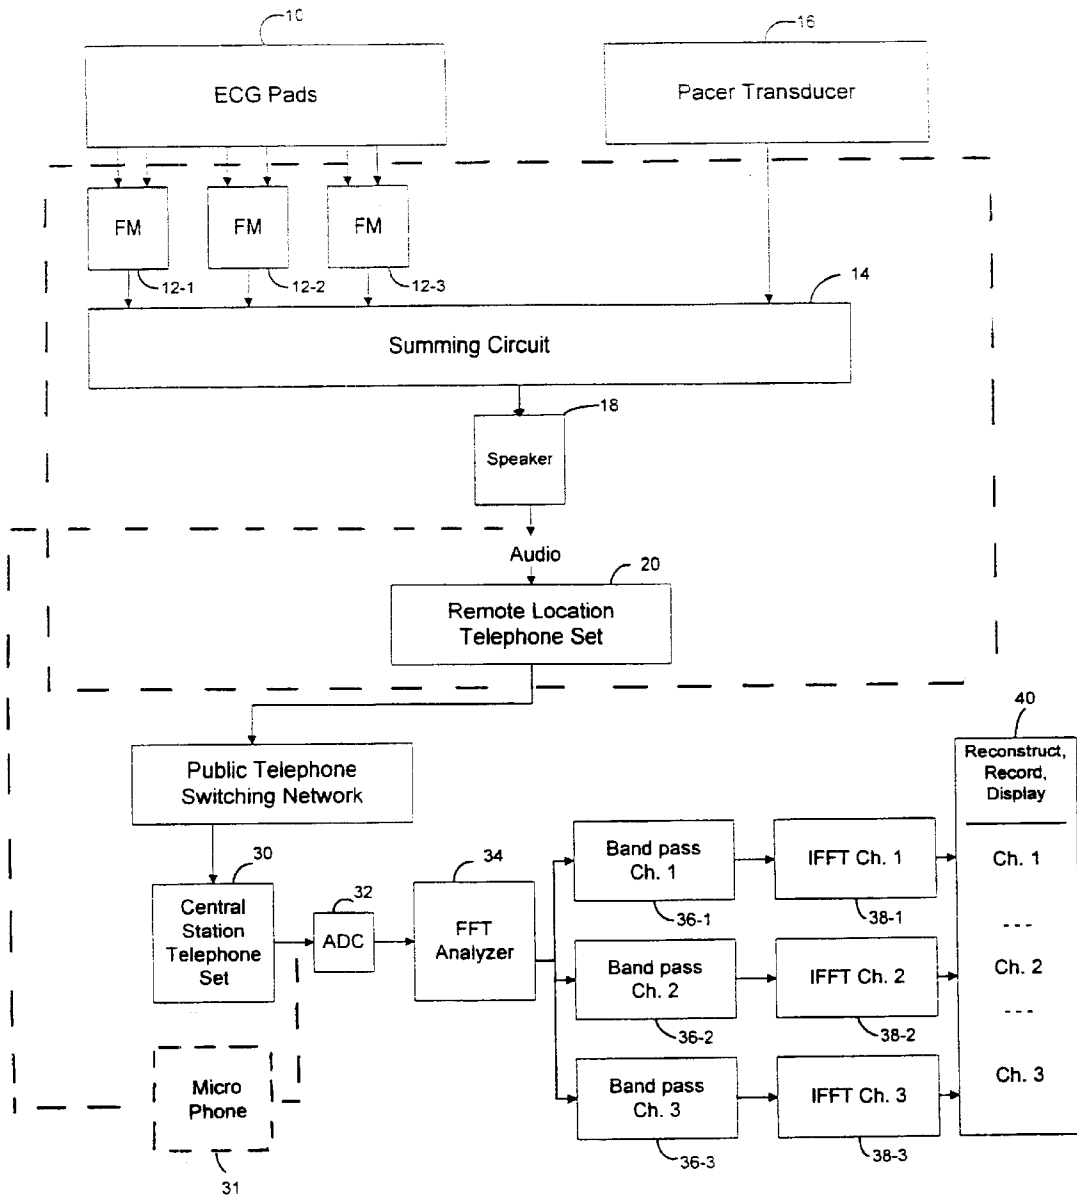 10
16
ECG Pads
Pacer Transducer
FM
FM
FM
12-1
12-2
12-3
14
Summing Circuit
18
Speaker
Audio
20
Remote Location
Telephone Set
Public Telephone
Switching Network
30
Central
Station
Telephone
Set
32
ADC
34
FFT
Analyzer
Band pass
Ch. 1
36-1
IFFT Ch. 1
38-1
Band pass
Ch. 2
36-2
IFFT Ch. 2
38-2
Band pass
Ch. 3
36-3
IFFT Ch. 3
38-3
40
Reconstruct,
Record,
Display
Ch. 1
---
Ch. 2
---
Ch. 3
Micro
Phone
31